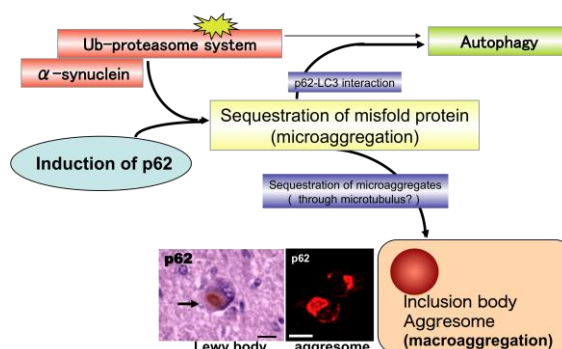 Ub-proteasome system
Autophagy
α-synuclein
p62-LC3 interaction
Sequestration of misfold protein
(microaggregation)
Induction of p62
Sequestration of microaggregates
( through microtubulus?)
p62
p62
Inclusion body
Aggresome
(macroaggregation)
Lewy body
aggresome